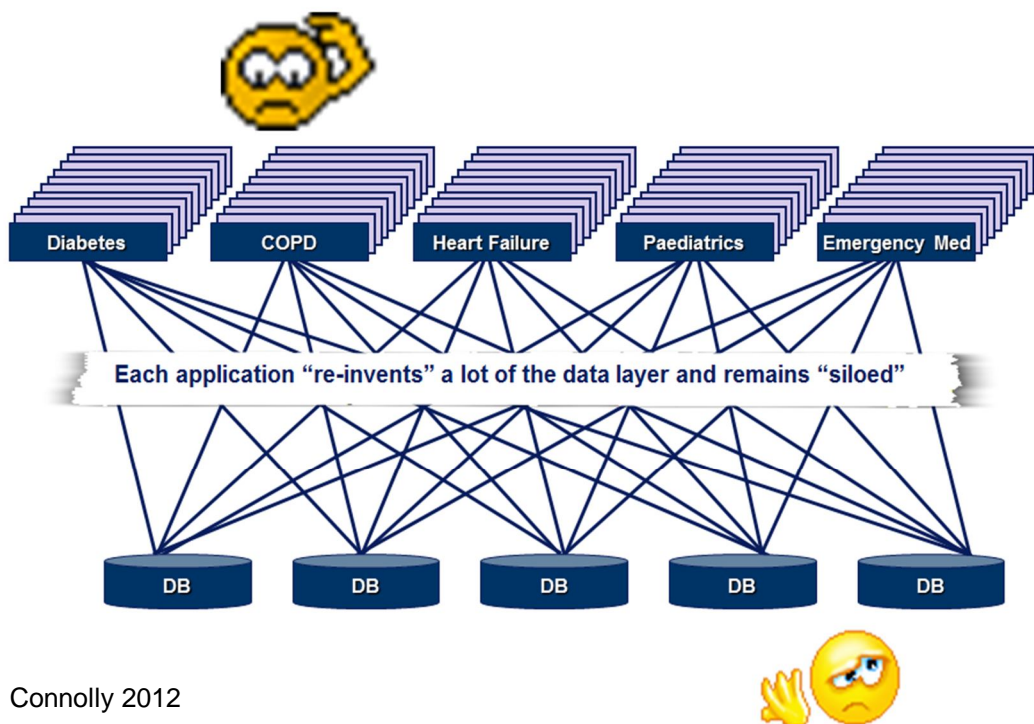 Diabetes
COPD
Heart Failure
Paediatrics
Emergency Med
Each application “re-invents” a lot of the data layer and remains “siloed”
DB
DB
DB
DB
DB
Connolly 2012